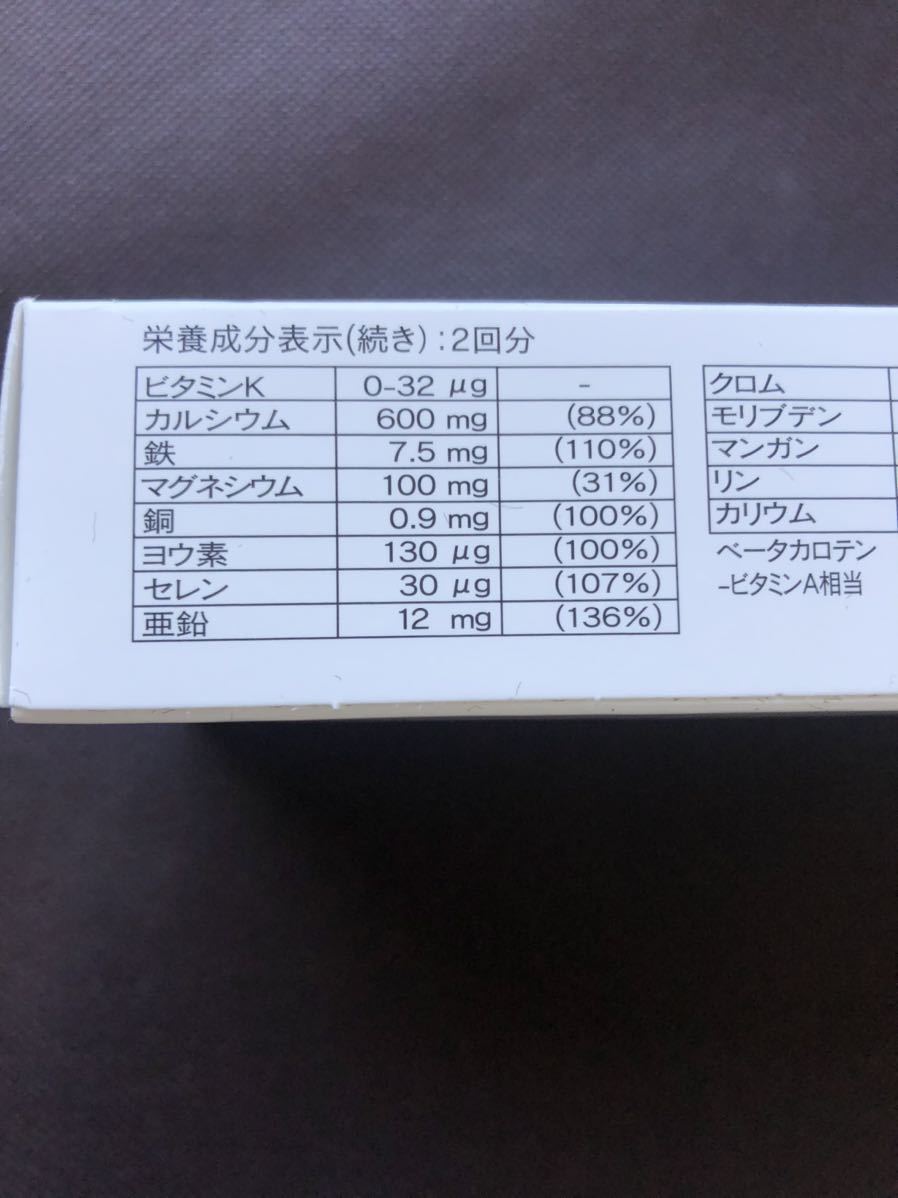 栄養成分表示(続き):2回分
ビタミンK 0-32 μg -
カルシウム 600 mg (88%)
鉄 7.5 mg (110%)
マグネシウム 100 mg (31%)
銅 0.9 mg (100%)
ヨウ素 130 μg (100%)
セレン 30 μg (107%)
亜鉛 12 mg (136%)
クロム
モリブデン
マンガン
リン
カリウム
ベータカロテン
-ビタミンA相当